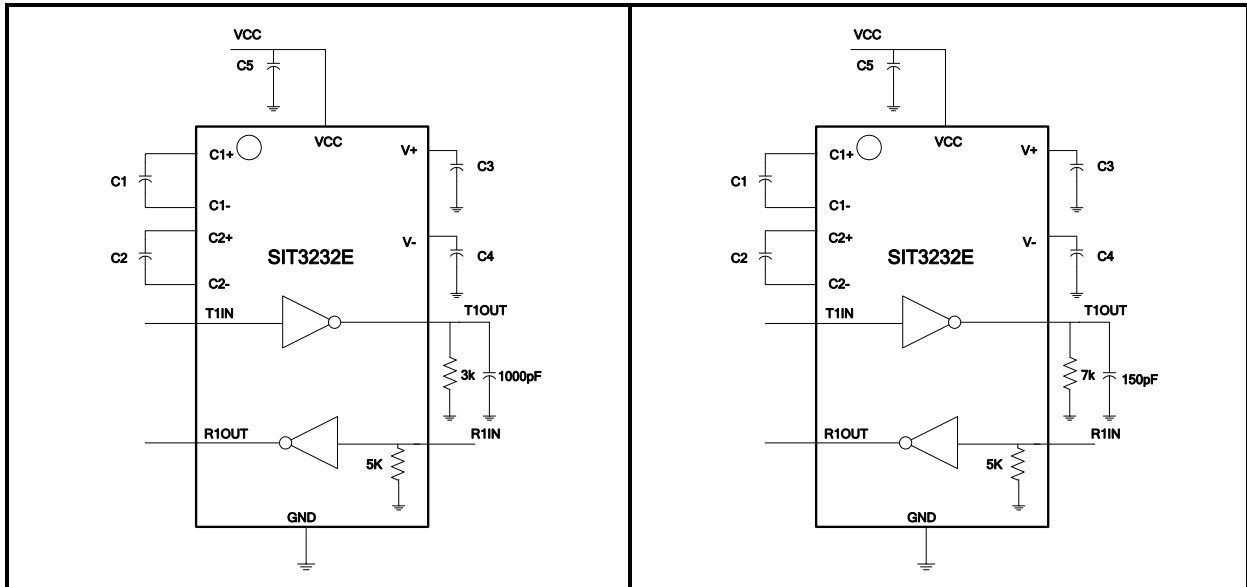 VCC
C5
VCC
C1+
V+
C1
C3
C1-
C2+
V-
C2
SIT3232E
C4
C2-
T1IN
T1OUT
3k
1000pF
R1OUT
R1IN
5K
GND
VCC
C5
VCC
C1+
V+
C1
C3
C1-
C2+
V-
C2
SIT3232E
C4
C2-
T1IN
T1OUT
7k
150pF
R1OUT
R1IN
5K
GND